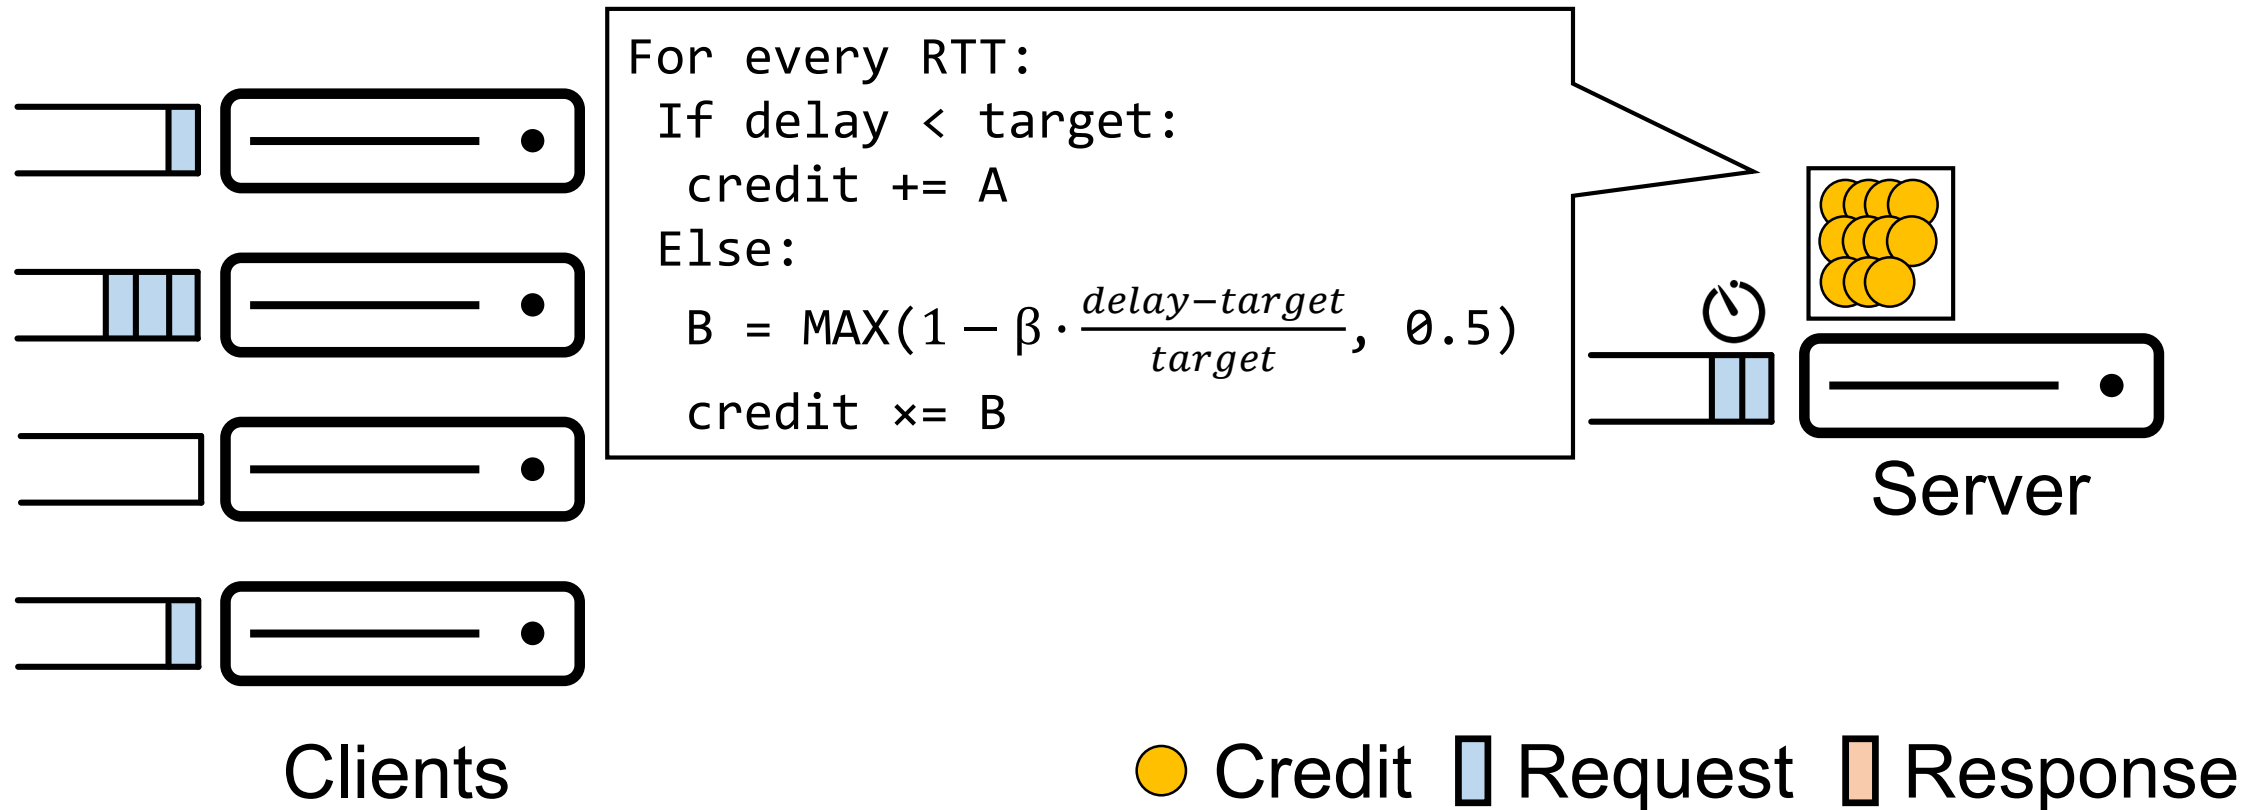 For every RTT:
If delay < target:
credit += A
Else:
B = MAX(1 − β · delay−target/target, 0.5)
credit ×= B
Server
Clients
Credit Request Response